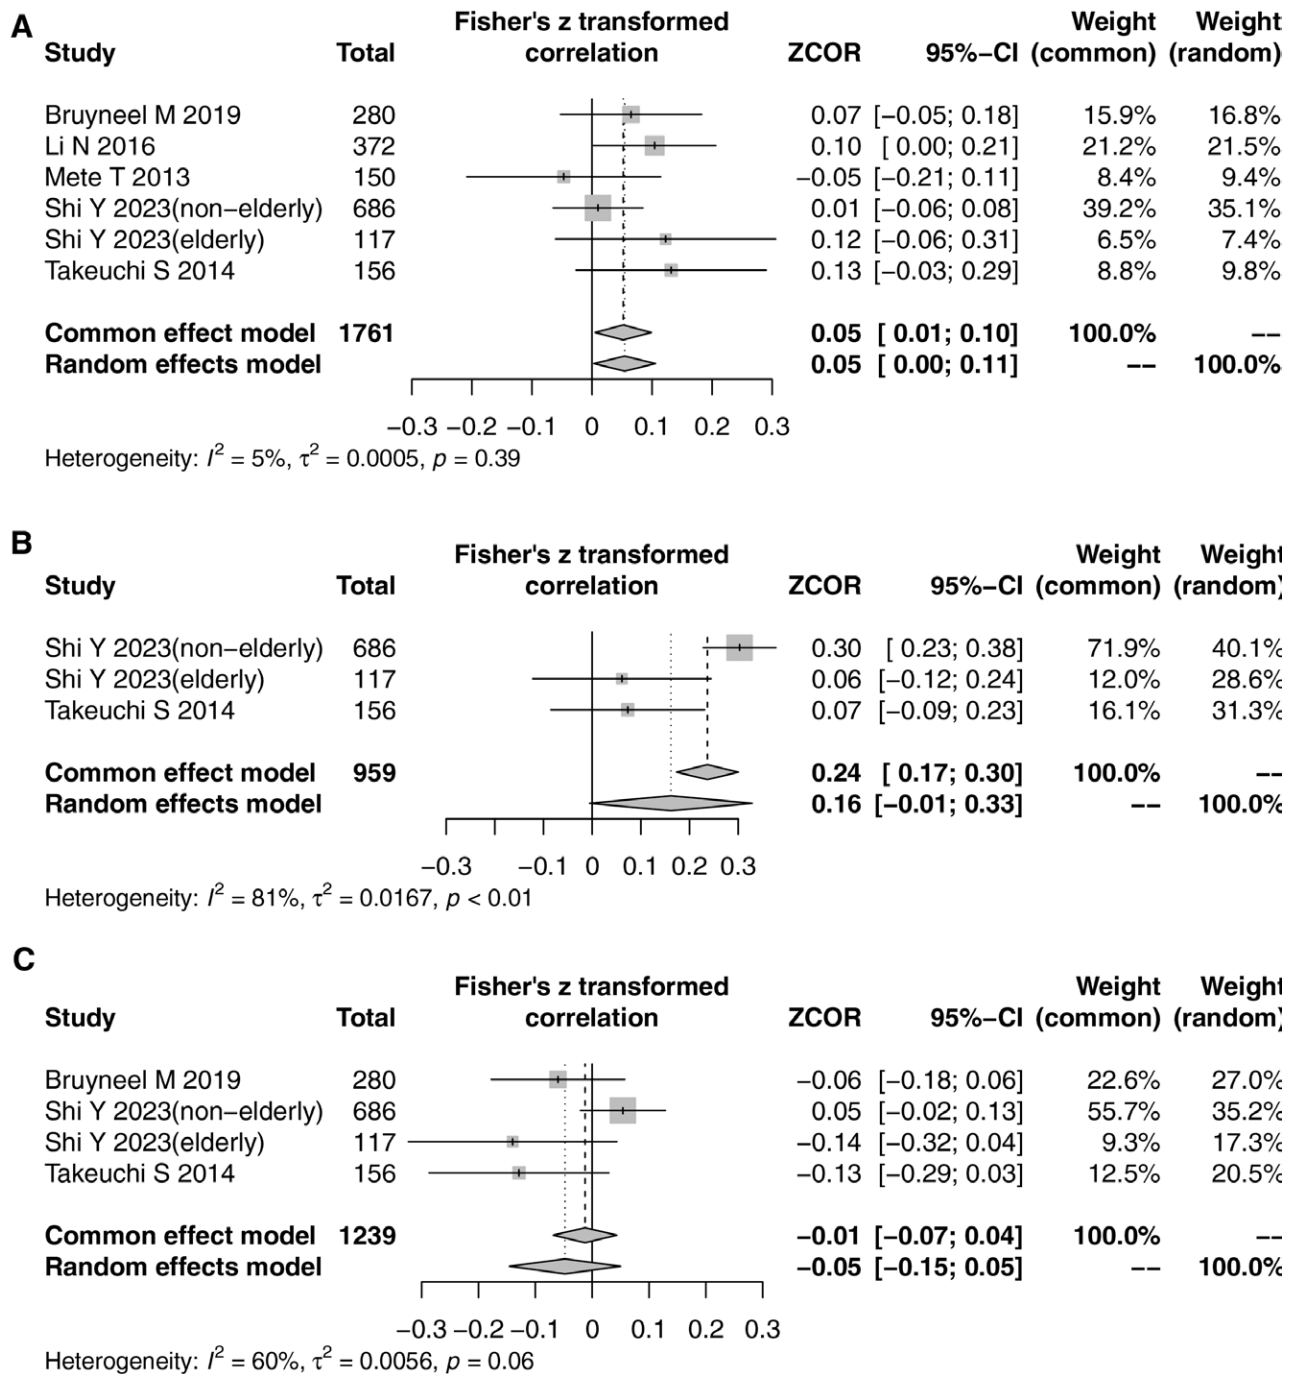 A
Fisher's z transformed Weight Weight
Study Total correlation ZCOR 95%−CI (common) (random)
Bruyneel M 2019 280 0.07 [−0.05; 0.18] 15.9% 16.8%
Li N 2016 372 0.10 [ 0.00; 0.21] 21.2% 21.5%
Mete T 2013 150 −0.05 [−0.21; 0.11] 8.4% 9.4%
Shi Y 2023(non−elderly) 686 0.01 [−0.06; 0.08] 39.2% 35.1%
Shi Y 2023(elderly) 117 0.12 [−0.06; 0.31] 6.5% 7.4%
Takeuchi S 2014 156 0.13 [−0.03; 0.29] 8.8% 9.8%
Common effect model 1761 0.05 [ 0.01; 0.10] 100.0% −−
Random effects model 0.05 [ 0.00; 0.11] −− 100.0%
−0.3 −0.2 −0.1 0 0.1 0.2 0.3
Heterogeneity: I² = 5%, τ² = 0.0005, p = 0.39
B
Fisher's z transformed Weight Weight
Study Total correlation ZCOR 95%−CI (common) (random)
Shi Y 2023(non−elderly) 686 0.30 [ 0.23; 0.38] 71.9% 40.1%
Shi Y 2023(elderly) 117 0.06 [−0.12; 0.24] 12.0% 28.6%
Takeuchi S 2014 156 0.07 [−0.09; 0.23] 16.1% 31.3%
Common effect model 959 0.24 [ 0.17; 0.30] 100.0% −−
Random effects model 0.16 [−0.01; 0.33] −− 100.0%
−0.3 −0.1 0 0.1 0.2 0.3
Heterogeneity: I² = 81%, τ² = 0.0167, p < 0.01
C
Fisher's z transformed Weight Weight
Study Total correlation ZCOR 95%−CI (common) (random)
Bruyneel M 2019 280 −0.06 [−0.18; 0.06] 22.6% 27.0%
Shi Y 2023(non−elderly) 686 0.05 [−0.02; 0.13] 55.7% 35.2%
Shi Y 2023(elderly) 117 −0.14 [−0.32; 0.04] 9.3% 17.3%
Takeuchi S 2014 156 −0.13 [−0.29; 0.03] 12.5% 20.5%
Common effect model 1239 −0.01 [−0.07; 0.04] 100.0% −−
Random effects model −0.05 [−0.15; 0.05] −− 100.0%
−0.3 −0.2 −0.1 0 0.1 0.2 0.3
Heterogeneity: I² = 60%, τ² = 0.0056, p = 0.06